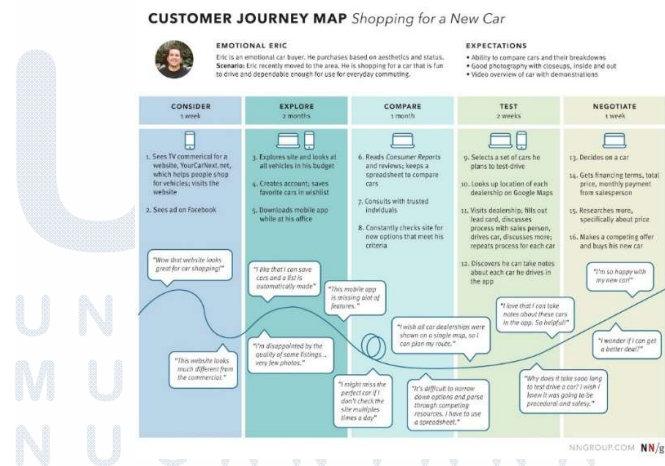 CUSTOMER JOURNEY MAP Shopping for a New Car
EMOTIONAL ERIC
Eric is an emotional car buyer. He purchases based on aesthetics and status.
Scenario: Eric recently moved to the area. He is shopping for a car that is fun
to drive and dependable enough for use for everyday commuting.
EXPECTATIONS
• Ability to compare cars and their breakdowns
• Good photography with closeups, inside and out
• Video overview of car with demonstrations
CONSIDER
1 week
1. Sees TV commerical for a
website, YourCarNext.net,
which helps people shop
for vehicles; visits the
website
2. Sees ad on Facebook
EXPLORE
2 months
3. Explores site and looks at
all vehicles in his budget
4. Creates account; saves
favorite cars in wishlist
5. Downloads mobile app
while at his office
COMPARE
1 month
6. Reads Consumer Reports
and reviews; keeps a
spreadsheet to compare
cars
7. Consults with trusted
individuals
8. Constantly checks site for
new options that meet his
criteria
TEST
2 weeks
9. Selects a set of cars he
plans to test-drive
10. Looks up location of each
dealership on Google Maps
11. Visits dealership, fills out
lead card, discusses
process with sales person,
drives car, discusses more;
repeats process for each car
12. Discovers he can take notes
about each car he drives in
the app
NEGOTIATE
1 week
13. Decides on a car
14. Gets financing terms, total
price, monthly payment
from salesperson
15. Researches more,
specifically about price
16. Makes a competing offer
and buys his new car
"Wow that website looks
great for car shopping!"
"This website looks
much different from
the commercial."
"I like that I can save
cars and a list is
automatically made"
"I'm disappointed by the
quality of some listings ..
very few photos."
"This mobile app
is missing alot of
features."
"I might miss the
perfect car if I
don't check the
site multiple
times a day"
"I wish all car dealerships were
shown on a single map, so I
can plan my route."
"It's difficult to narrow
down options and parse
through competing
resources. I have to use
a spreadsheet."
"I love that I can take
notes about these cars
in the app. So helpful!"
"Why does it take sooo long
to test drive a car? I wish I
knew it was going to be
procedural and salesy."
"I'm so happy with
my new car!"
"I wonder if I can get
a better deal?"
NNGROUP.COM NN/g
U N
M U
N U